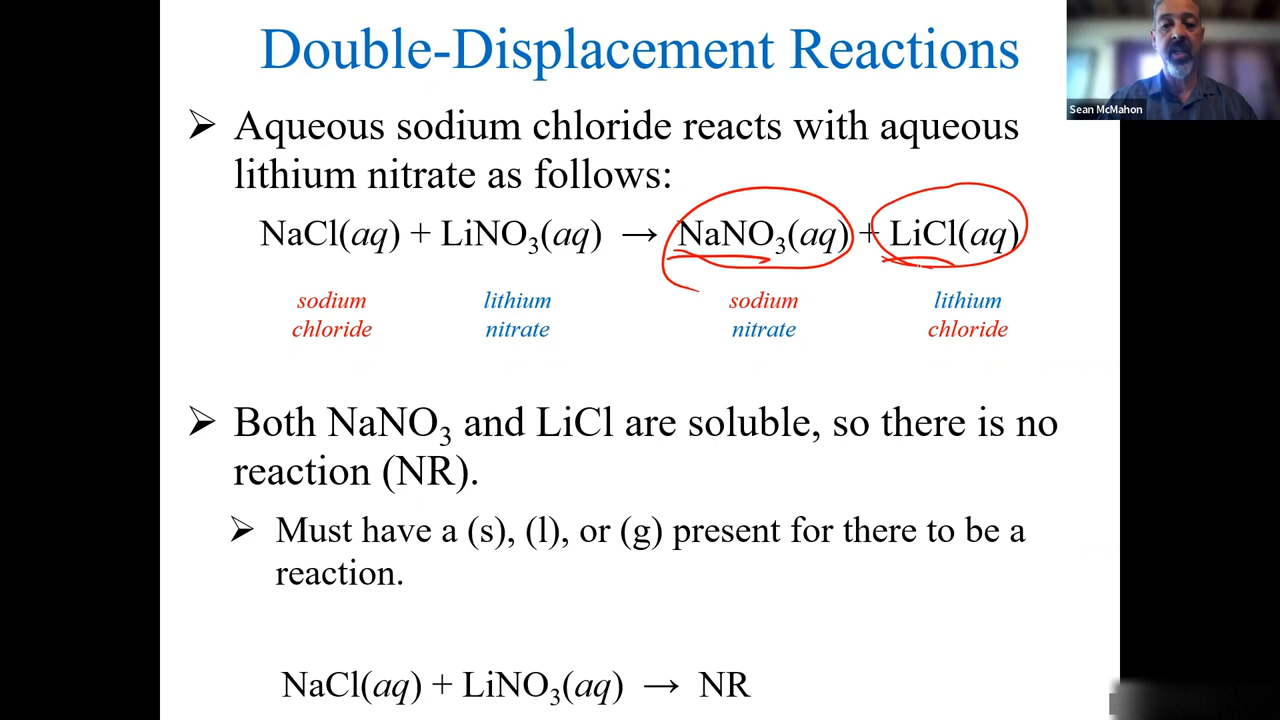 Double-Displacement Reactions
Sean McMahon
➢ Aqueous sodium chloride reacts with aqueous
lithium nitrate as follows:
NaCl(aq) + LiNO₃(aq) → NaNO₃(aq) + LiCl(aq)
sodium lithium sodium lithium
chloride nitrate nitrate chloride
➢ Both NaNO₃ and LiCl are soluble, so there is no
reaction (NR).
➢ Must have a (s), (l), or (g) present for there to be a
reaction.
NaCl(aq) + LiNO₃(aq) → NR